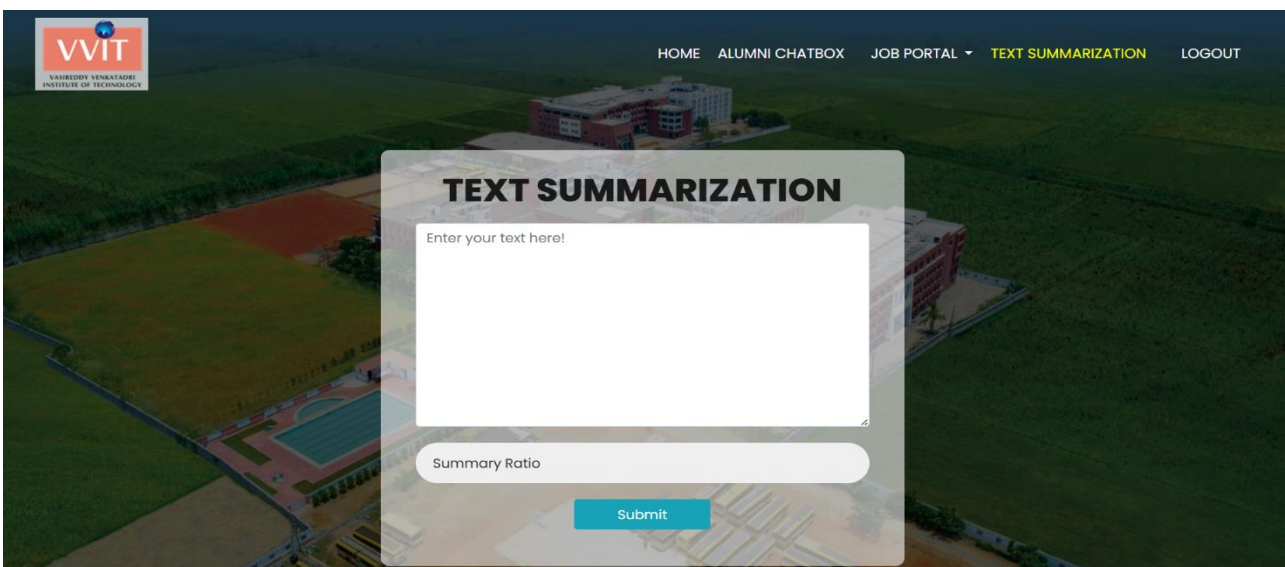 VVIT
VASIREDDY VENKATADRI
INSTITUTE OF TECHNOLOGY
HOME ALUMNI CHATBOX JOB PORTAL TEXT SUMMARIZATION LOGOUT
TEXT SUMMARIZATION
Enter your text here!
Summary Ratio
Submit